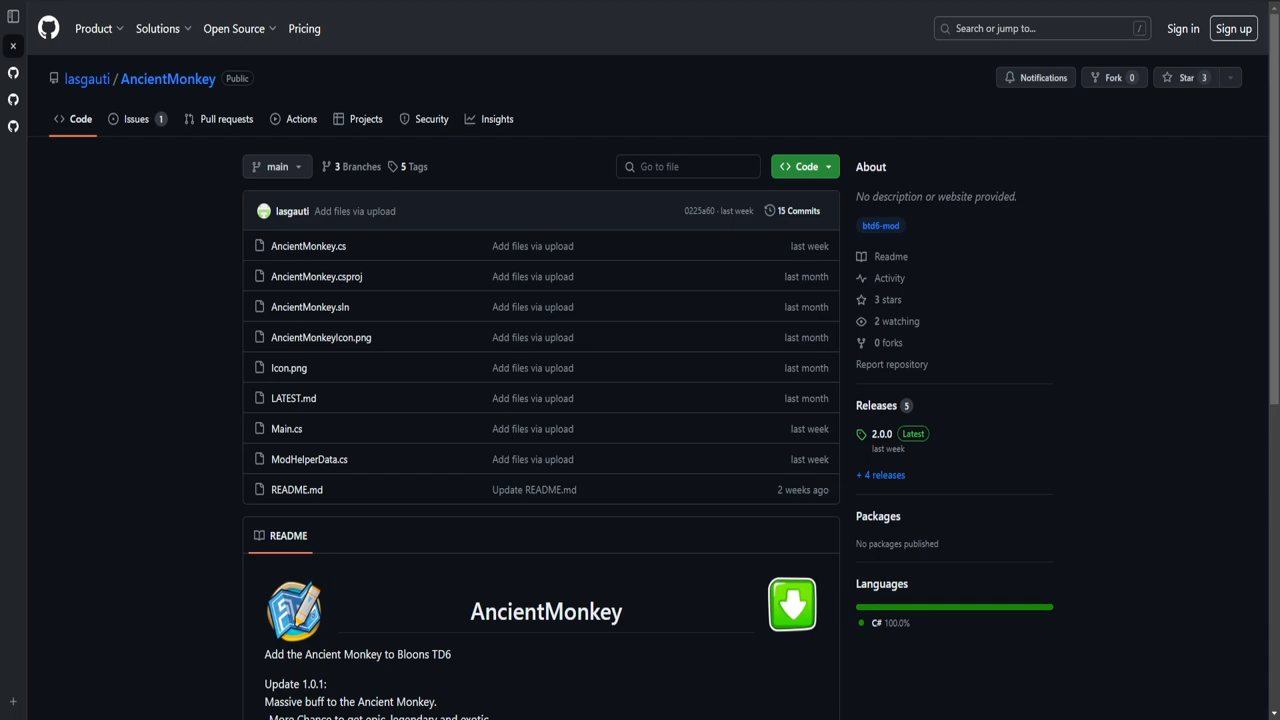 Product Solutions Open Source Pricing Search or jump to... / Sign in Sign up
lasgauti / AncientMonkey Public Notifications Fork 0 Star 3
Code Issues 1 Pull requests Actions Projects Security Insights
main 3 Branches 5 Tags Go to file Code
lasgauti Add files via upload 0225a60 · last week 15 Commits
AncientMonkey.cs Add files via upload last week
AncientMonkey.csproj Add files via upload last month
AncientMonkey.sln Add files via upload last month
AncientMonkeyIcon.png Add files via upload last month
Icon.png Add files via upload last month
LATEST.md Add files via upload last month
Main.cs Add files via upload last week
ModHelperData.cs Add files via upload last week
README.md Update README.md 2 weeks ago
README
AncientMonkey
Add the Ancient Monkey to Bloons TD6
Update 1.0.1:
Massive buff to the Ancient Monkey.
More Chance to get epic, legendary and exotic
About
No description or website provided.
btd6-mod
Readme
Activity
3 stars
2 watching
0 forks
Report repository
Releases 5
2.0.0 Latest
last week
+ 4 releases
Packages
No packages published
Languages
C# 100.0%